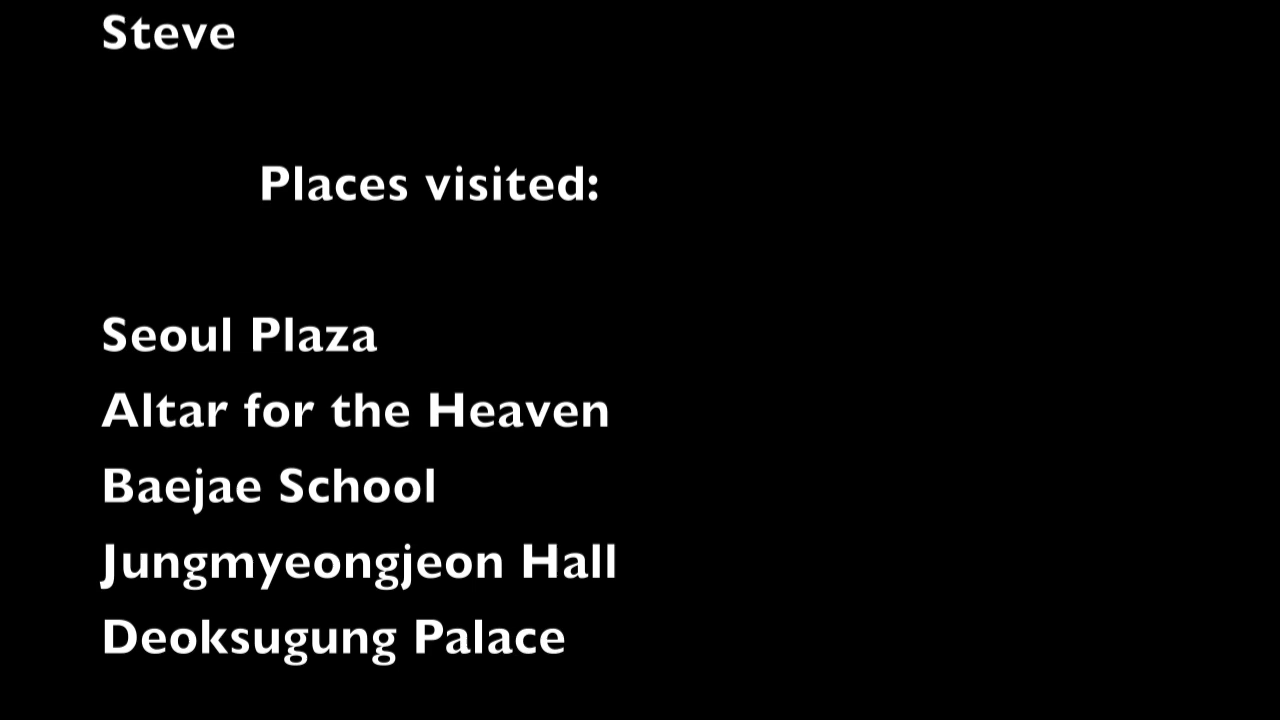 Steve
Places visited:
Seoul Plaza
Altar for the Heaven
Baejae School
Jungmyeongjeon Hall
Deoksugung Palace